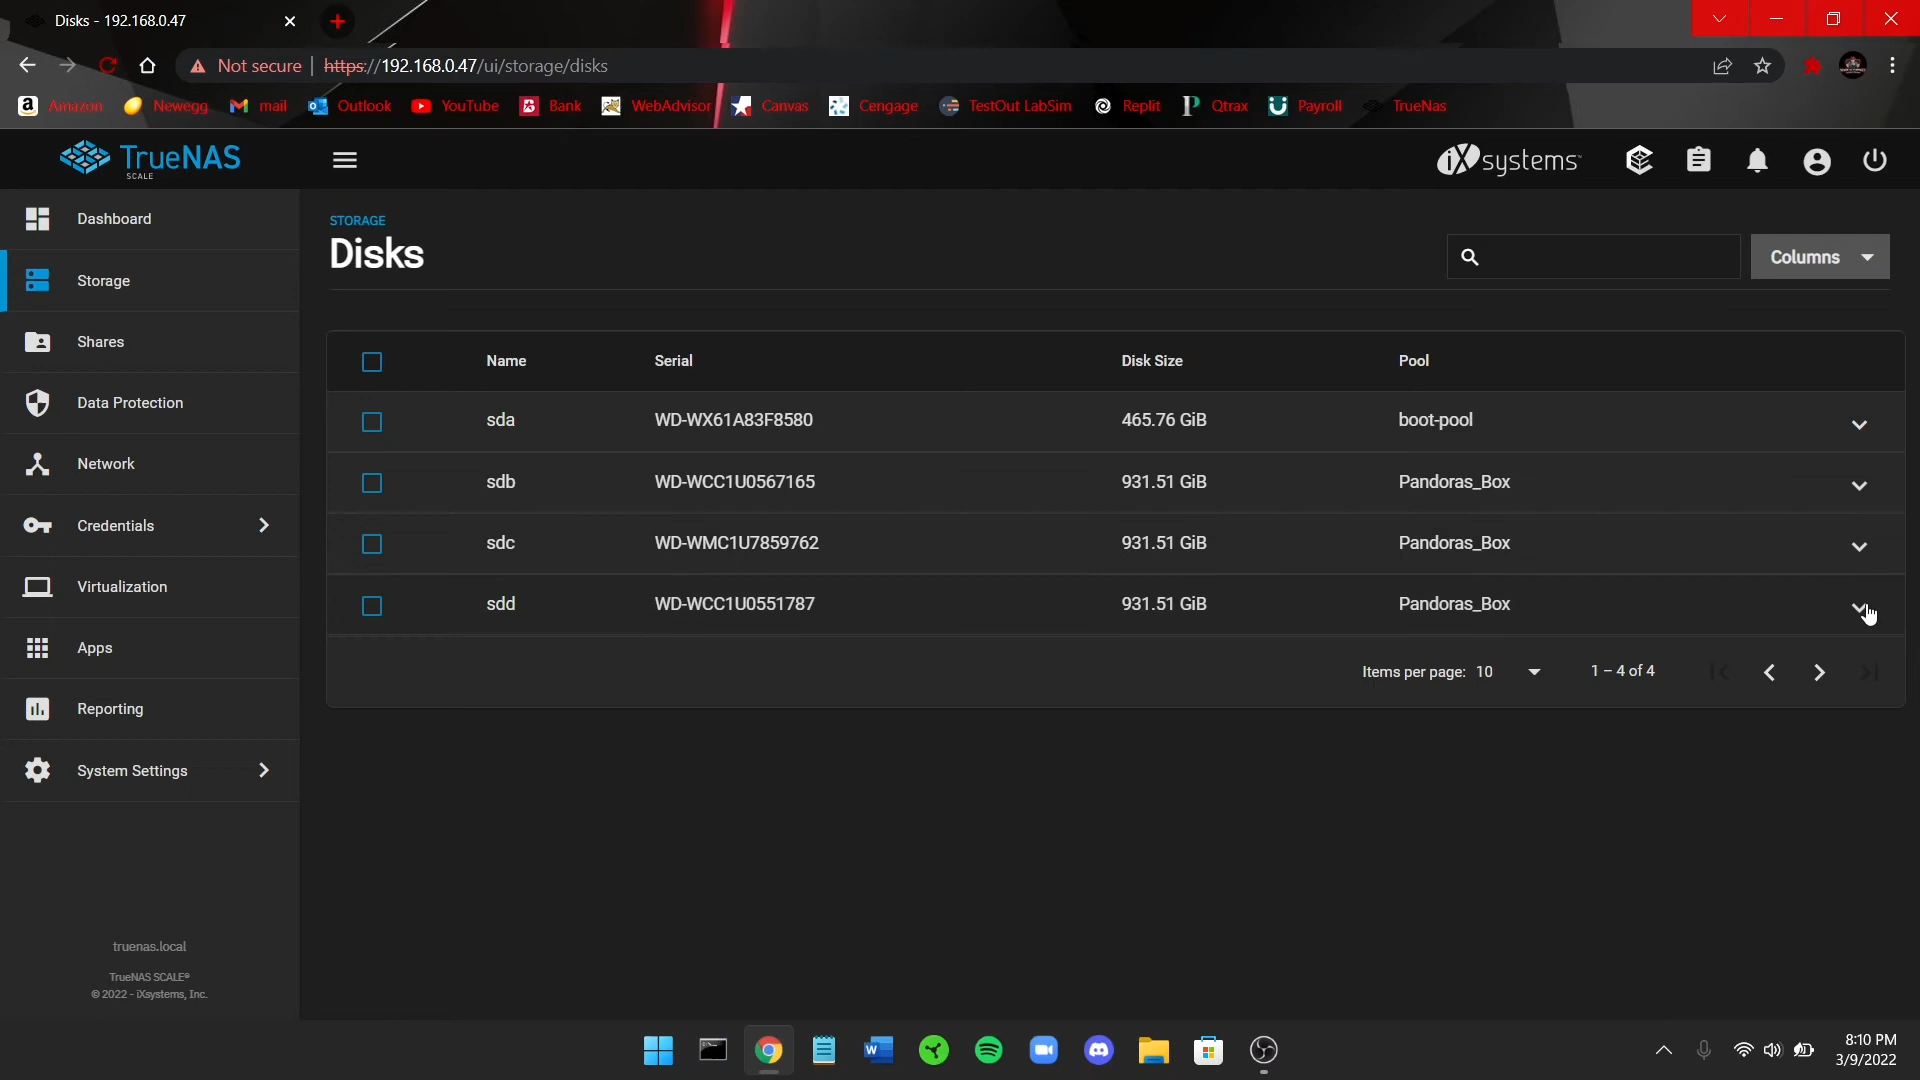 Disks - 192.168.0.47
Not secure | https://192.168.0.47/ui/storage/disks
Amazon Newegg mail Outlook YouTube Bank WebAdvisor Canvas Cengage TestOut LabSim Replit Qtrax Payroll TrueNas
TrueNAS
SCALE
iXsystems
Dashboard
Storage
Shares
Data Protection
Network
Credentials
Virtualization
Apps
Reporting
System Settings
truenas.local
TrueNAS SCALE®
© 2022 - iXsystems, Inc.
STORAGE
Disks
Columns
Name Serial Disk Size Pool
sda WD-WX61A83F8580 465.76 GiB boot-pool
sdb WD-WCC1U0567165 931.51 GiB Pandoras_Box
sdc WD-WMC1U7859762 931.51 GiB Pandoras_Box
sdd WD-WCC1U0551787 931.51 GiB Pandoras_Box
Items per page: 10 1 – 4 of 4
8:10 PM
3/9/2022